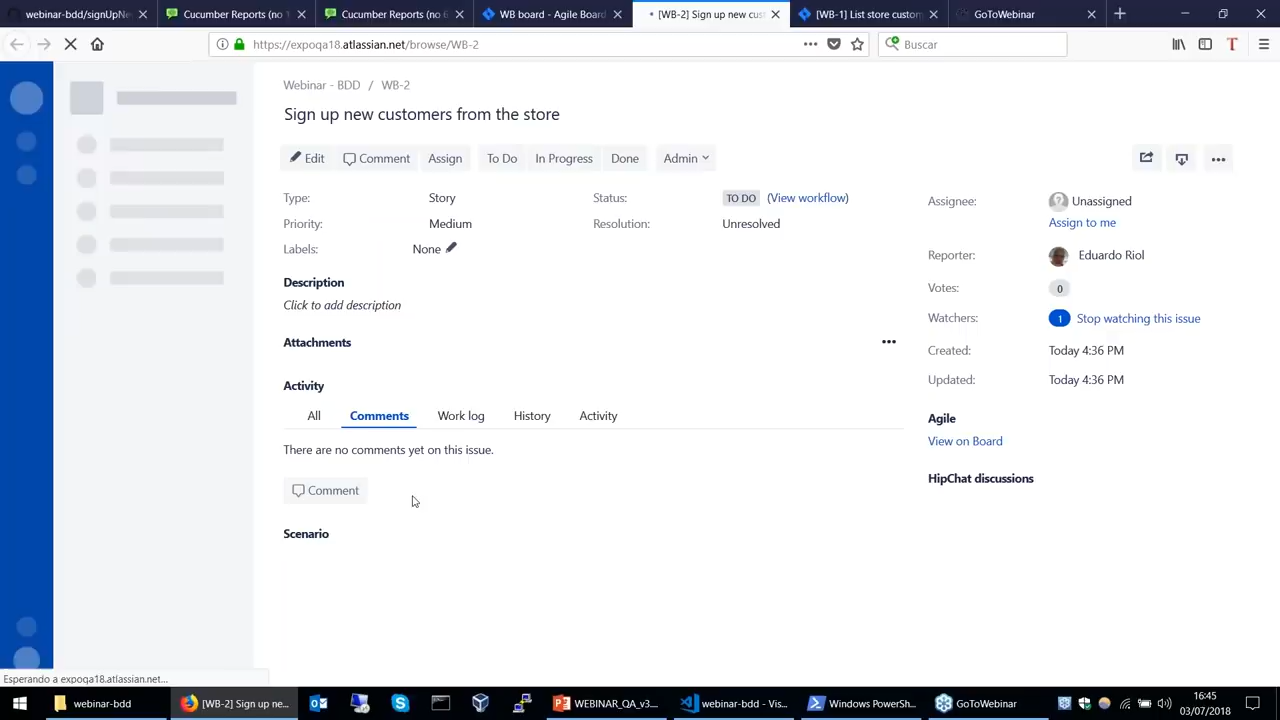 webinar-bdd/signUpNe
Cucumber Reports (no 1
Cucumber Reports (no 6
WB board - Agile Board
[WB-2] Sign up new custo
[WB-1] List store custom
GoToWebinar
https://expoqa18.atlassian.net/browse/WB-2
Buscar
Webinar - BDD / WB-2
Sign up new customers from the store
Edit Comment Assign To Do In Progress Done Admin
Type: Story Status: TO DO (View workflow)
Priority: Medium Resolution: Unresolved
Labels: None
Assignee: Unassigned
Assign to me
Reporter: Eduardo Riol
Votes: 0
Watchers: 1 Stop watching this issue
Created: Today 4:36 PM
Updated: Today 4:36 PM
Description
Click to add description
Attachments
Activity
All Comments Work log History Activity
There are no comments yet on this issue.
Comment
Scenario
Agile
View on Board
HipChat discussions
Esperando a expoqa18.atlassian.net...
webinar-bdd
[WB-2] Sign up ne...
WEBINAR_QA_v3....
webinar-bdd - Vis...
Windows PowerSh...
GoToWebinar
16:45
03/07/2018